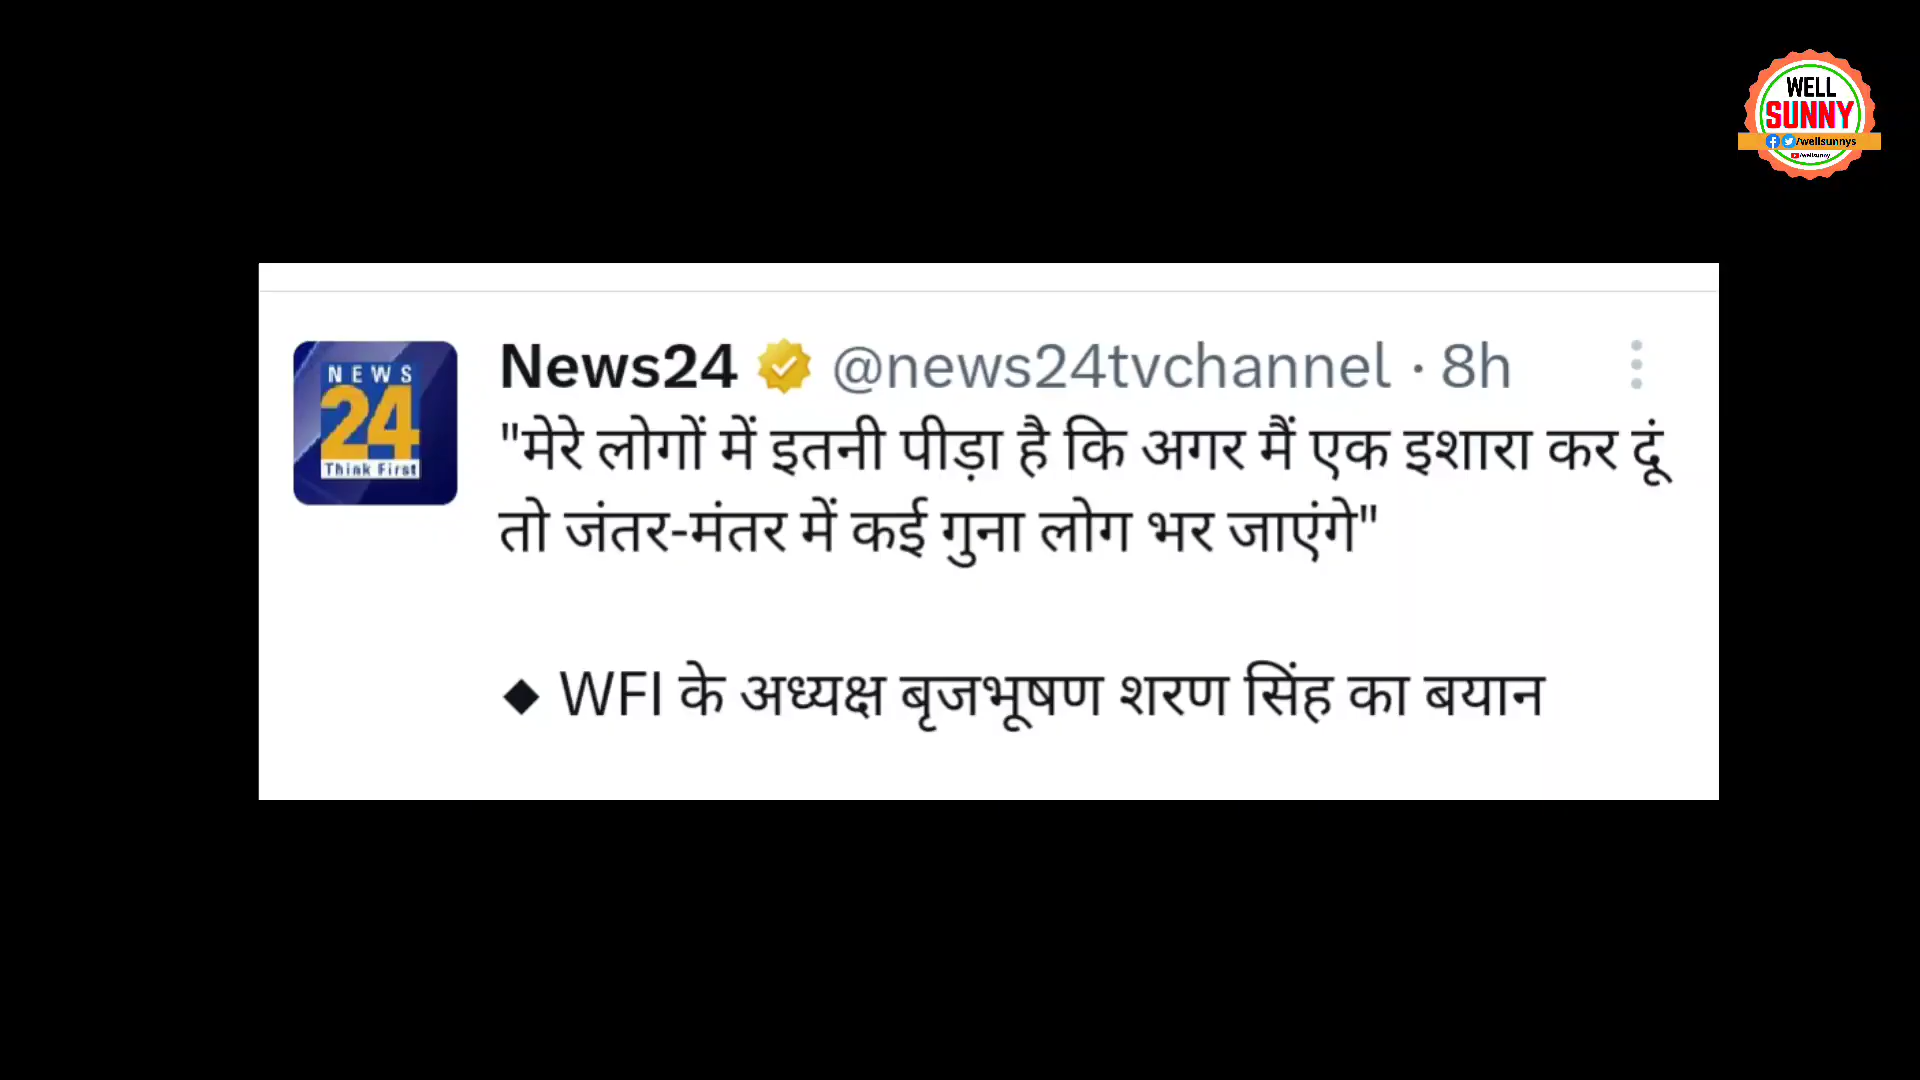 WELL
SUNNY
/wellsunnys
/wellsunny
News24 @news24tvchannel · 8h
NEWS
24
Think First
"मेरे लोगों में इतनी पीड़ा है कि अगर मैं एक इशारा कर दूं
तो जंतर-मंतर में कई गुना लोग भर जाएंगे"
◆ WFI के अध्यक्ष बृजभूषण शरण सिंह का बयान